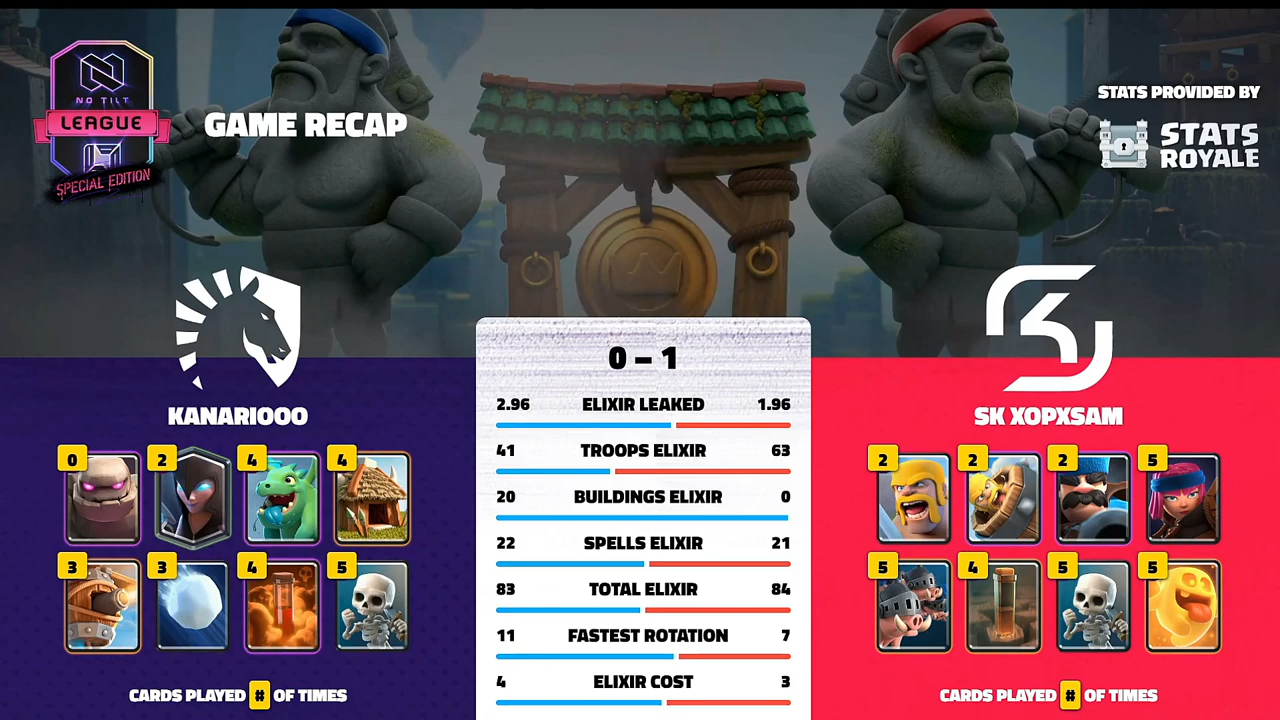 NO TILT
LEAGUE
SPECIAL EDITION
GAME RECAP
STATS PROVIDED BY
STATS
ROYALE
KANARIOOO
SK XOPXSAM
0 – 1
2.96 ELIXIR LEAKED 1.96
41 TROOPS ELIXIR 63
20 BUILDINGS ELIXIR 0
22 SPELLS ELIXIR 21
83 TOTAL ELIXIR 84
11 FASTEST ROTATION 7
4 ELIXIR COST 3
0 2 4 4
3 3 4 5
CARDS PLAYED # OF TIMES
2 2 2 5
5 4 5 5
CARDS PLAYED # OF TIMES